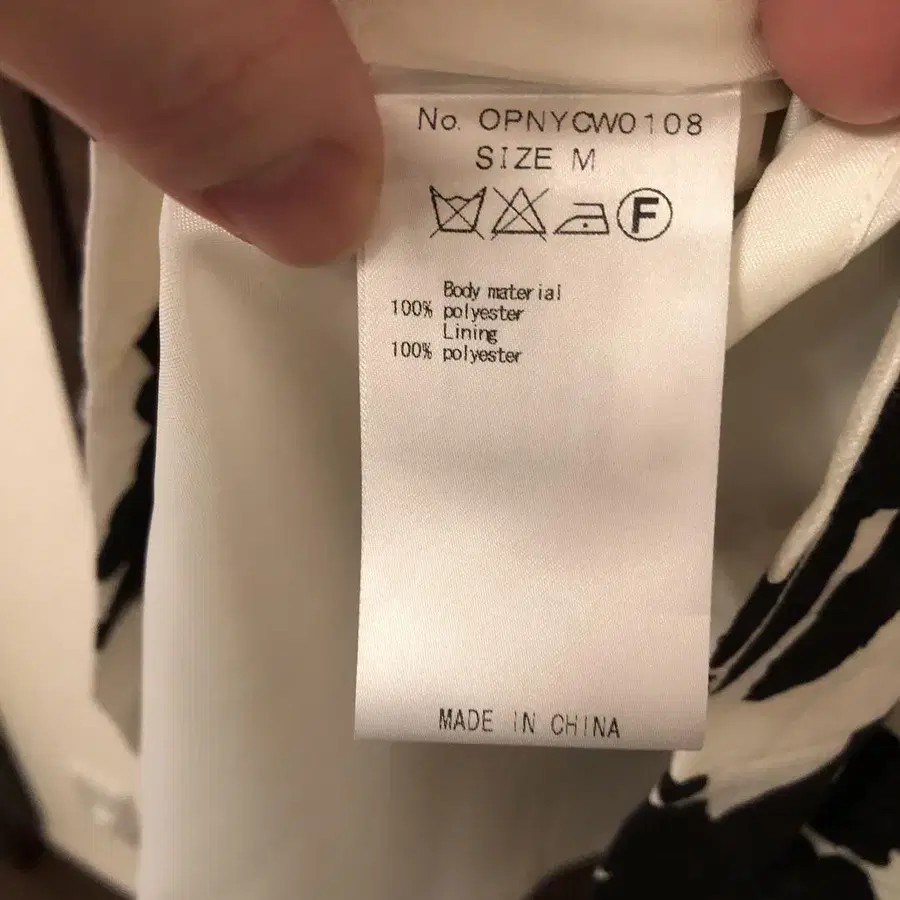 No. OPNYCW0108
SIZE M
F
Body material
100% polyester
Lining
100% polyester
MADE IN CHINA